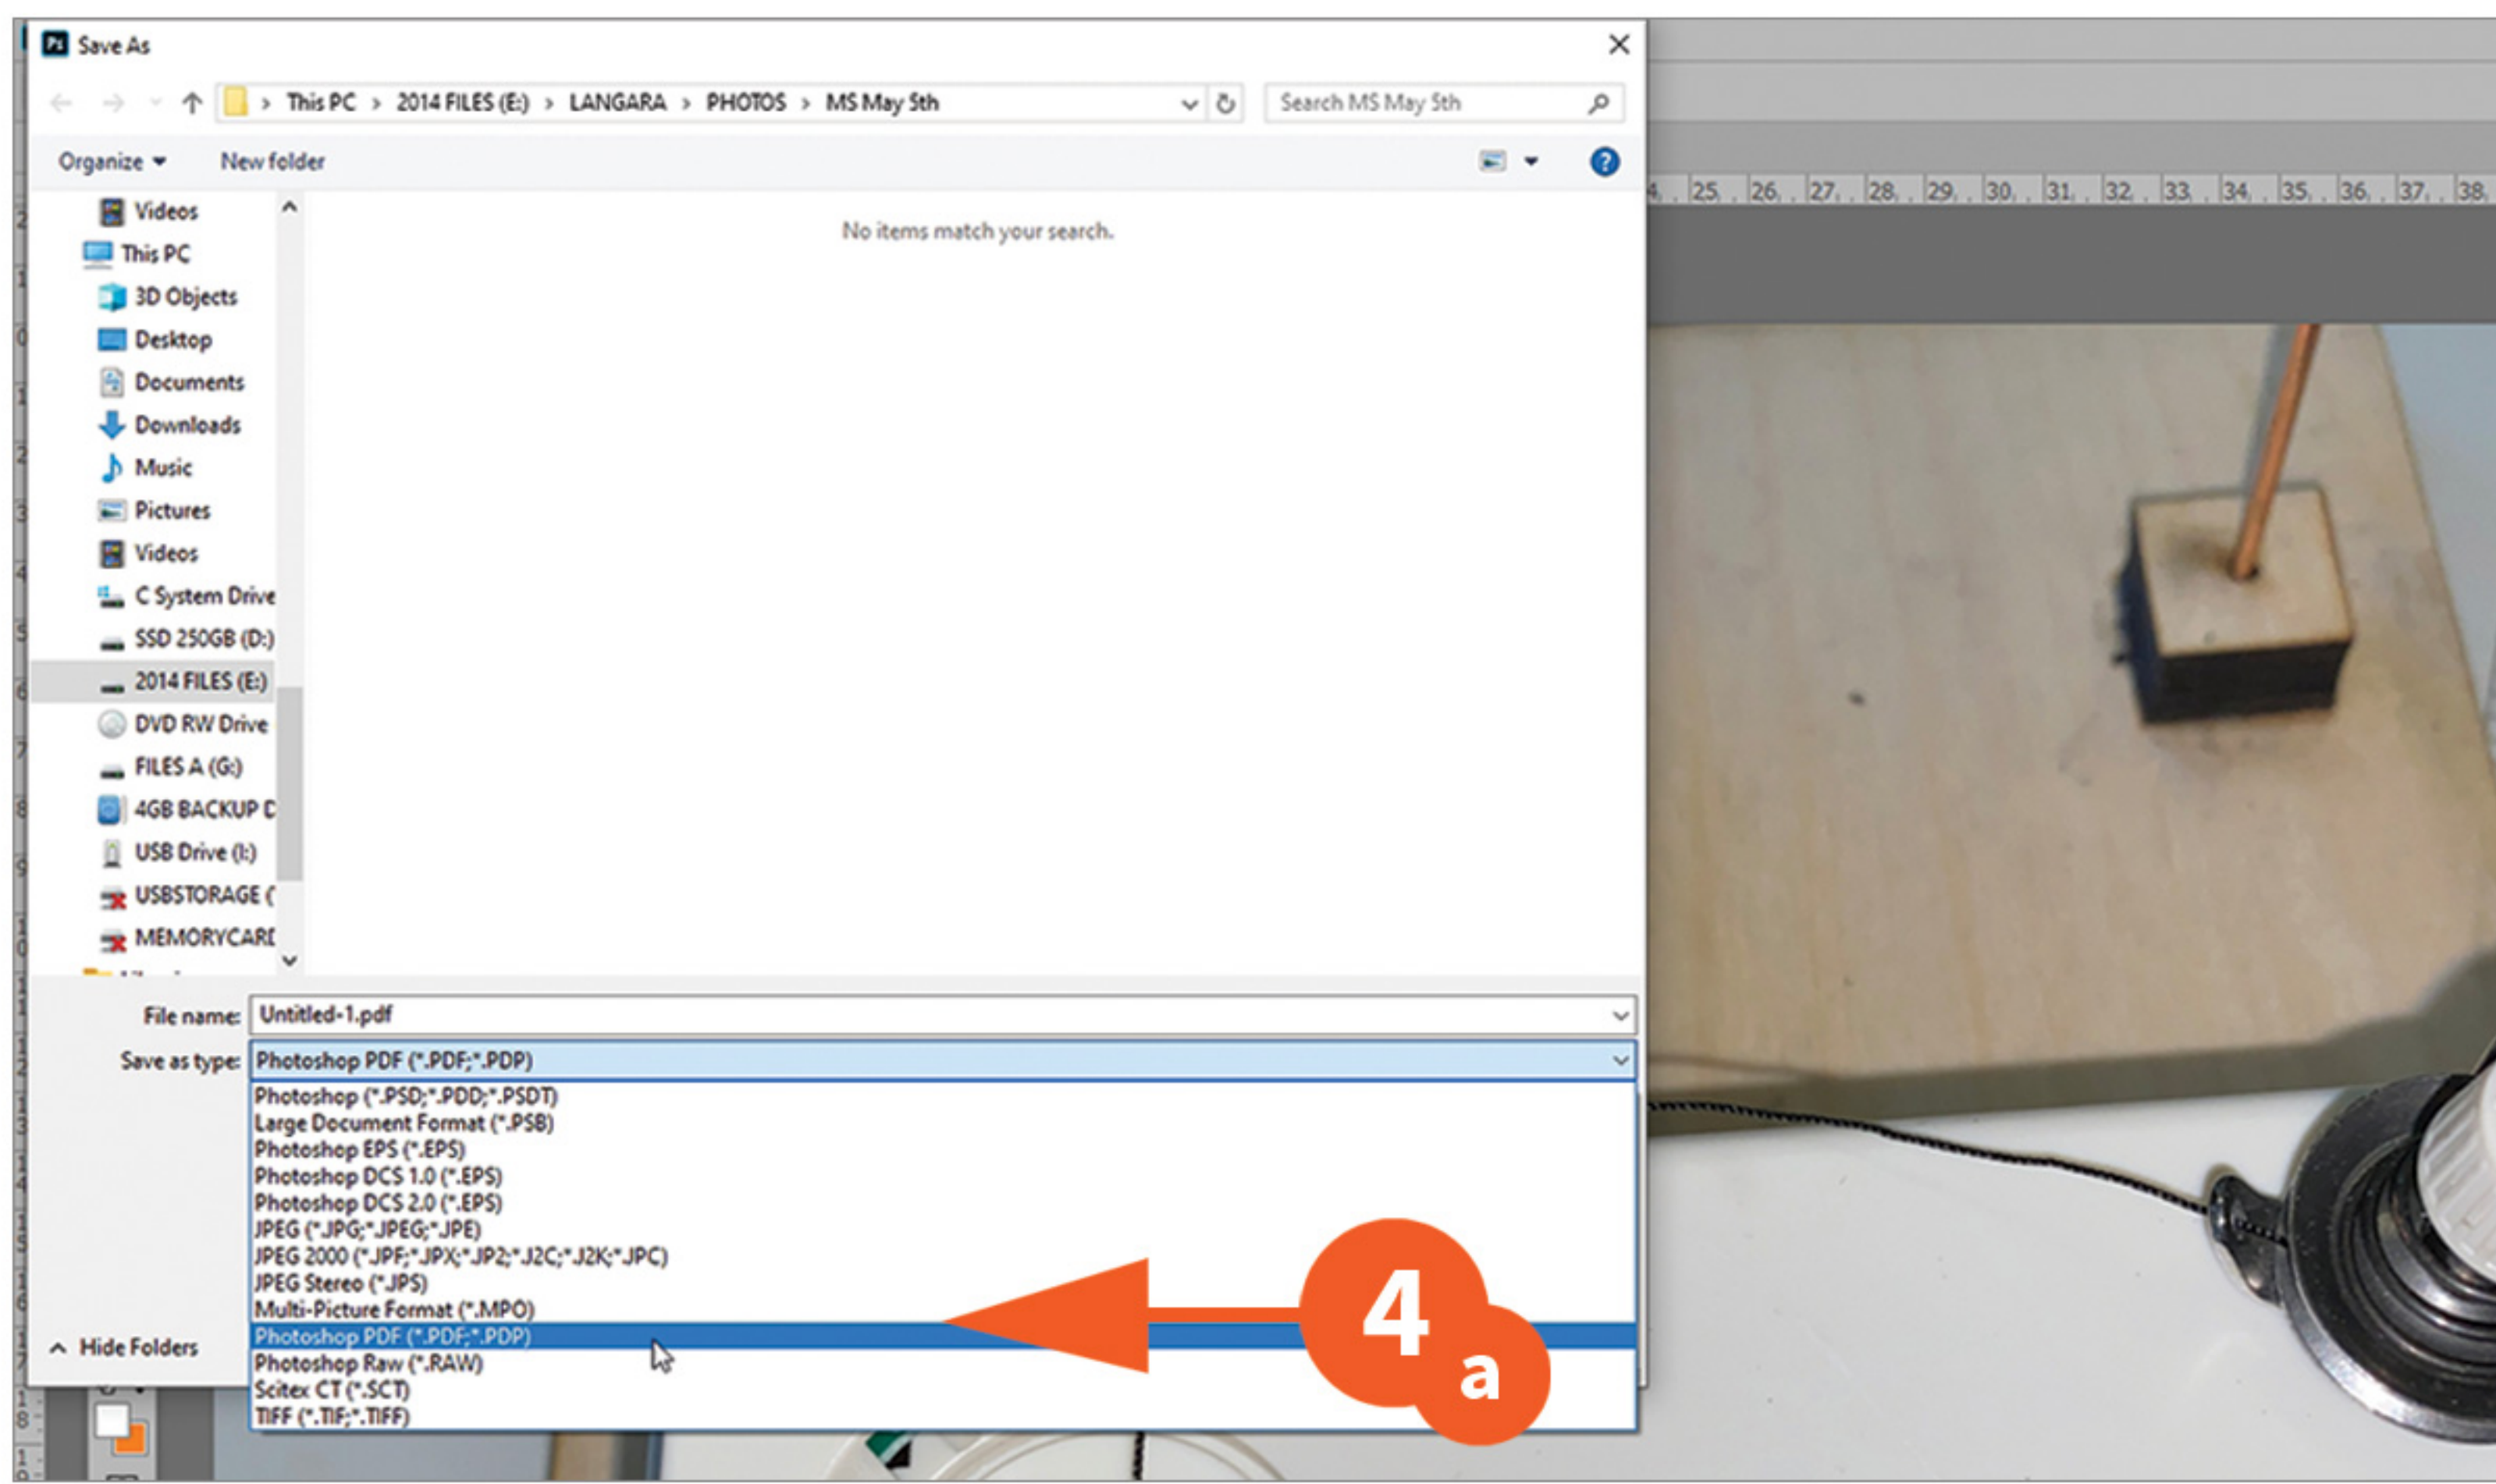 Ps Save As
This PC > 2014 FILES (E:) > LANGARA > PHOTOS > MS May 5th
Search MS May 5th
Organize
New folder
25 26 27 28 29 30 31 32 33 34 35 36 37 38
No items match your search.
Videos
This PC
3D Objects
Desktop
Documents
Downloads
Music
Pictures
Videos
C System Drive
SSD 250GB (D:)
2014 FILES (E:)
DVD RW Drive
FILES A (G:)
4GB BACKUP D
USB Drive (I:)
USBSTORAGE (
MEMORYCARD
File name: Untitled-1.pdf
Save as type: Photoshop PDF (*.PDF;*.PDP)
Photoshop (*.PSD;*.PDD;*.PSDT)
Large Document Format (*.PSB)
Photoshop EPS (*.EPS)
Photoshop DCS 1.0 (*.EPS)
Photoshop DCS 2.0 (*.EPS)
JPEG (*.JPG;*.JPEG;*.JPE)
JPEG 2000 (*.JPF;*.JPX;*.JP2;*.J2C;*.J2K;*.JPC)
JPEG Stereo (*.JPS)
Multi-Picture Format (*.MPO)
Photoshop PDF (*.PDF;*.PDP)
Photoshop Raw (*.RAW)
Scitex CT (*.SCT)
TIFF (*.TIF;*.TIFF)
Hide Folders
4
a